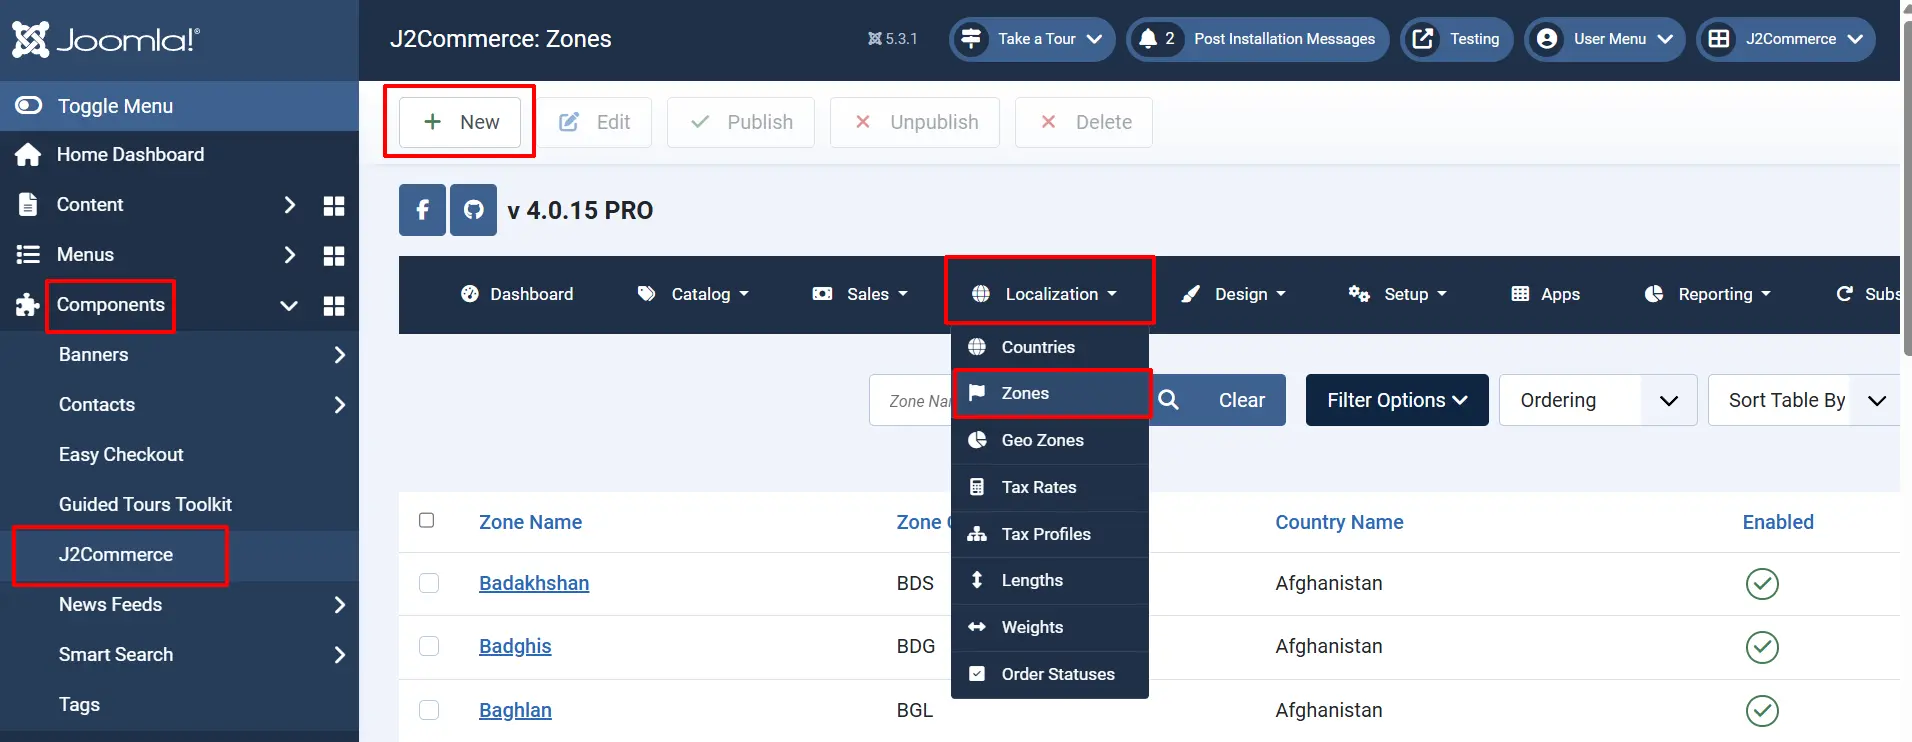 Joomla!®
J2Commerce: Zones
5.3.1
Take a Tour
2 Post Installation Messages
Testing
User Menu
J2Commerce
Toggle Menu
Home Dashboard
Content
Menus
Components
Banners
Contacts
Easy Checkout
Guided Tours Toolkit
J2Commerce
News Feeds
Smart Search
Tags
New
Edit
Publish
Unpublish
Delete
v 4.0.15 PRO
Dashboard
Catalog
Sales
Localization
Design
Setup
Apps
Reporting
Subs
Countries
Zones
Geo Zones
Tax Rates
Tax Profiles
Lengths
Weights
Order Statuses
Zone Nar
Clear
Filter Options
Ordering
Sort Table By
Zone Name Zone Country Name Enabled
Badakhshan BDS Afghanistan
Badghis BDG Afghanistan
Baghlan BGL Afghanistan